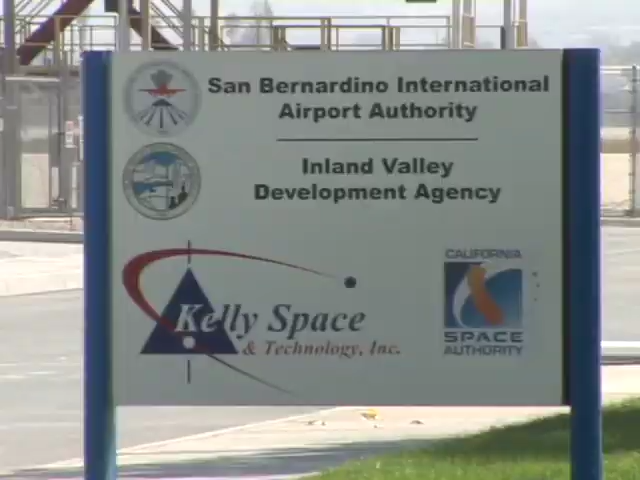 San Bernardino International
Airport Authority
Inland Valley
Development Agency
Kelly Space
& Technology, Inc.
CALIFORNIA
SPACE
AUTHORITY